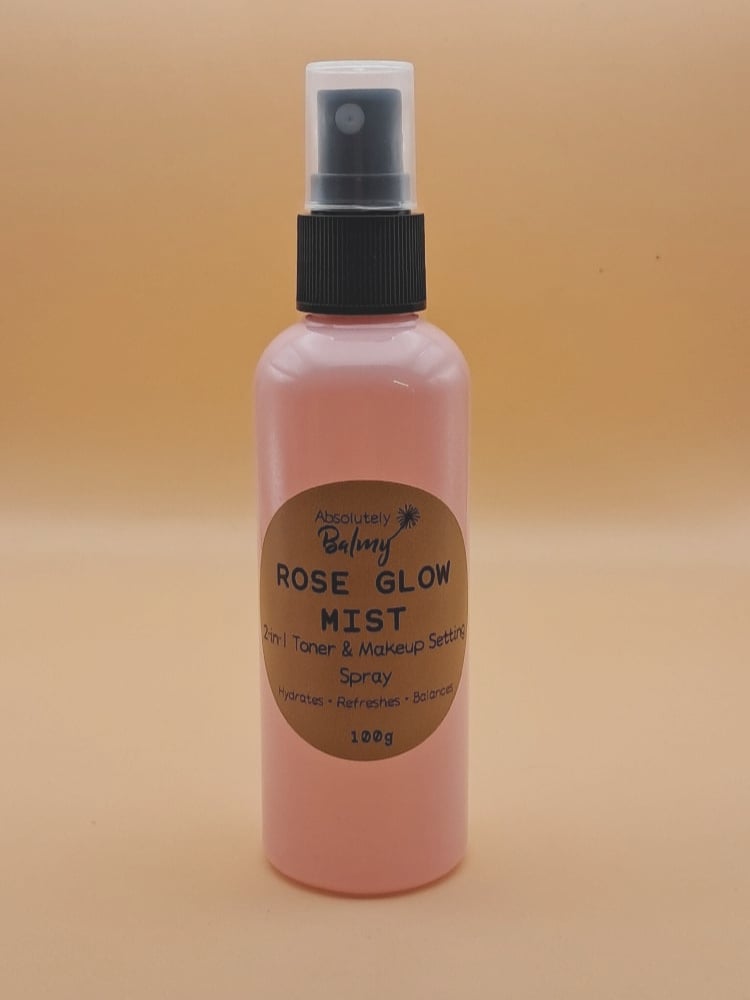 Absolutely
Balmy
ROSE GLOW
MIST
2-in-1 Toner & Makeup Setting
Spray
Hydrates • Refreshes • Balances
100g